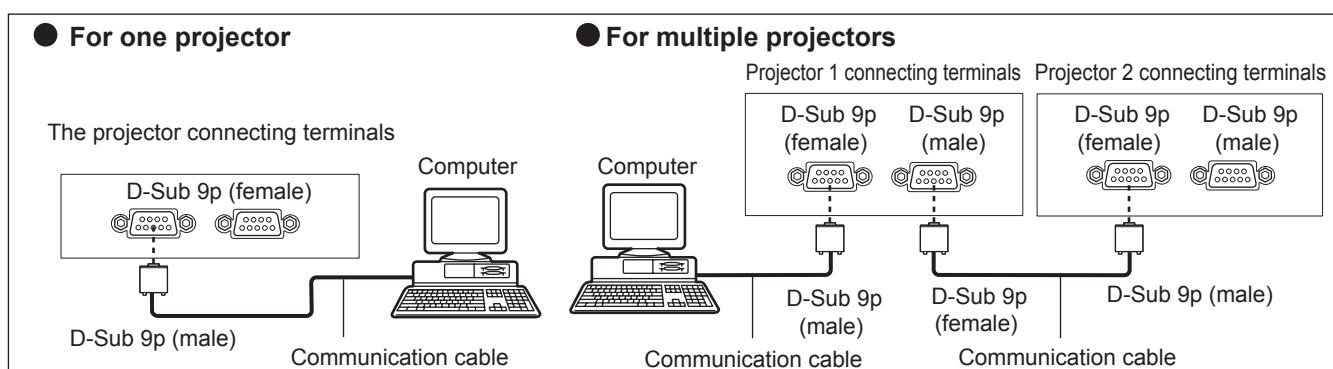 ● For one projector
The projector connecting terminals
D-Sub 9p (female)
Computer
D-Sub 9p (male)
Communication cable
● For multiple projectors
Projector 1 connecting terminals
Projector 2 connecting terminals
D-Sub 9p
(female)
D-Sub 9p
(male)
D-Sub 9p
(female)
D-Sub 9p
(male)
Computer
D-Sub 9p
(male)
D-Sub 9p
(female)
D-Sub 9p (male)
Communication cable
Communication cable